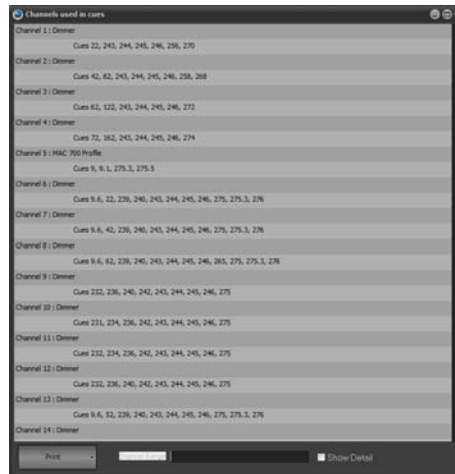 Channels used in cues
Channel 1 : Dimmer
Cues 22, 243, 244, 245, 246, 256, 270
Channel 2 : Dimmer
Cues 42, 82, 243, 244, 245, 246, 258, 268
Channel 3 : Dimmer
Cues 62, 122, 243, 244, 245, 246, 272
Channel 4 : Dimmer
Cues 72, 162, 243, 244, 245, 246, 274
Channel 5 : MAC 700 Profile
Cues 9, 9.1, 275.3, 275.5
Channel 6 : Dimmer
Cues 9.6, 22, 239, 240, 243, 244, 245, 246, 275, 275.3, 276
Channel 7 : Dimmer
Cues 9.6, 42, 239, 240, 243, 244, 245, 246, 275, 275.3, 276
Channel 8 : Dimmer
Cues 9.6, 62, 239, 240, 243, 244, 245, 246, 265, 275, 275.3, 276
Channel 9 : Dimmer
Cues 232, 236, 240, 242, 243, 244, 245, 246, 275
Channel 10 : Dimmer
Cues 231, 234, 236, 242, 243, 244, 245, 246, 275
Channel 11 : Dimmer
Cues 232, 234, 236, 242, 243, 244, 245, 246, 275
Channel 12 : Dimmer
Cues 232, 236, 240, 242, 243, 244, 245, 246, 275
Channel 13 : Dimmer
Cues 9.6, 52, 239, 240, 243, 244, 245, 246, 275, 275.3, 276
Channel 14 : Dimmer
Print Channel Range Show Detail